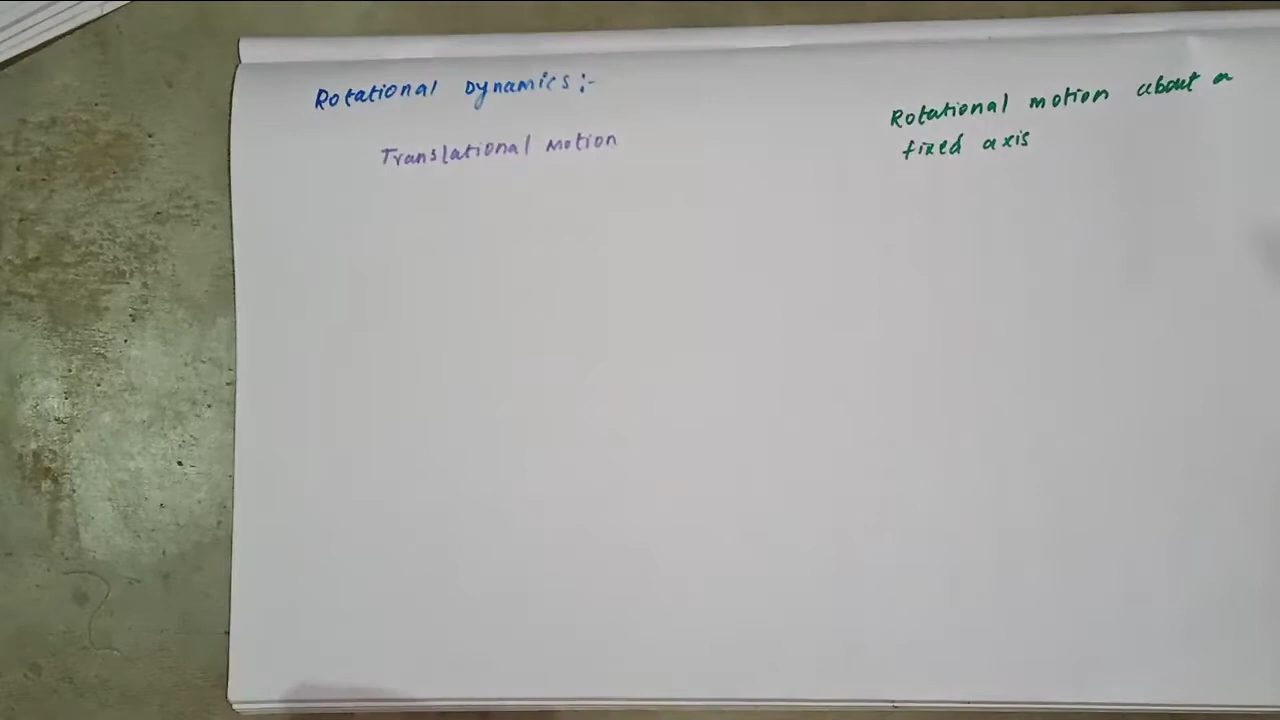 Rotational Dynamics :-
Translational Motion
Rotational motion about a
fixed axis